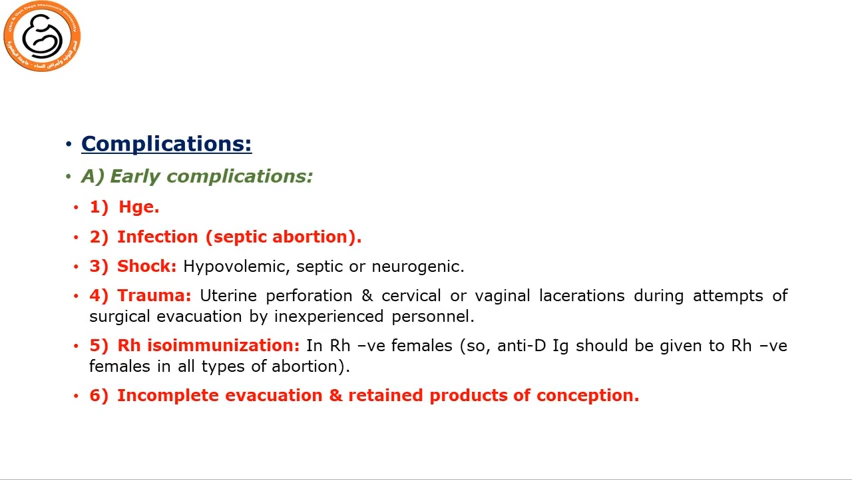 • Complications:
• A) Early complications:
• 1) Hge.
• 2) Infection (septic abortion).
• 3) Shock: Hypovolemic, septic or neurogenic.
• 4) Trauma: Uterine perforation & cervical or vaginal lacerations during attempts of
surgical evacuation by inexperienced personnel.
• 5) Rh isoimmunization: In Rh –ve females (so, anti-D Ig should be given to Rh –ve
females in all types of abortion).
• 6) Incomplete evacuation & retained products of conception.